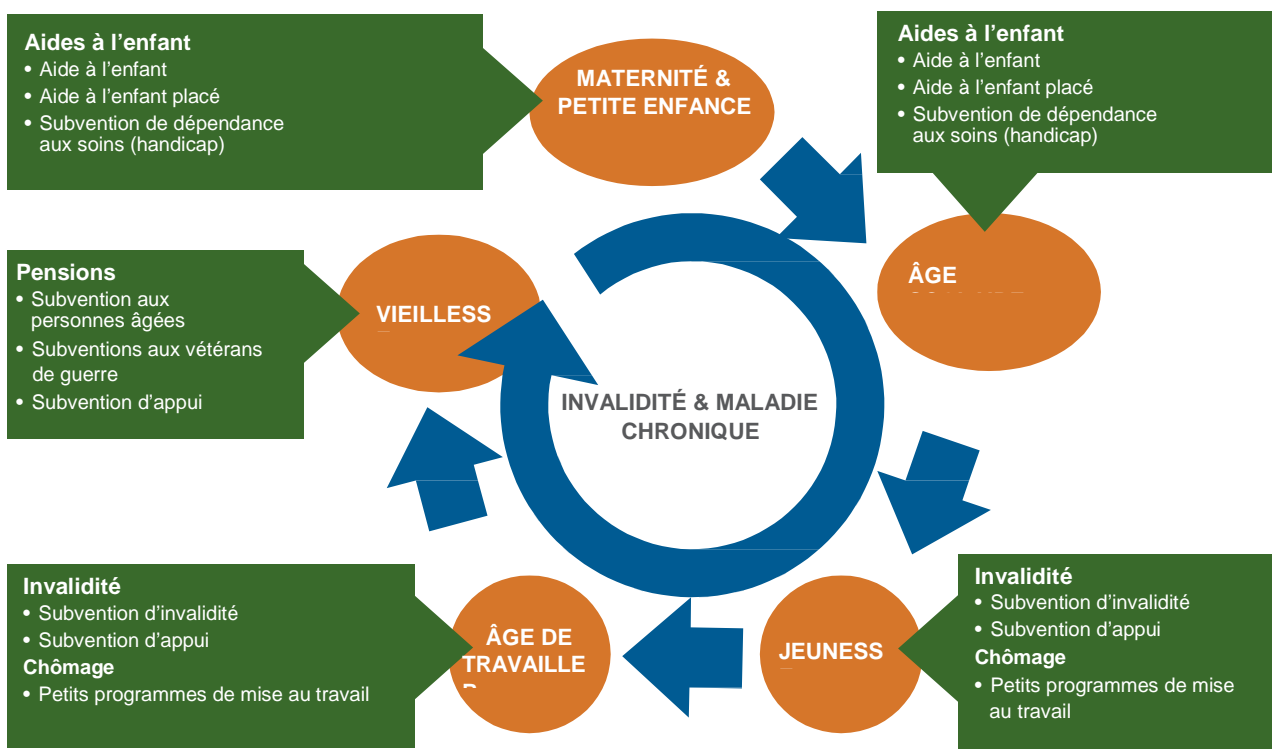 Aides à l’enfant
• Aide à l’enfant
• Aide à l’enfant placé
• Subvention de dépendance
aux soins (handicap)
MATERNITÉ &
PETITE ENFANCE
Aides à l’enfant
• Aide à l’enfant
• Aide à l’enfant placé
• Subvention de dépendance
aux soins (handicap)
Pensions
• Subvention aux
personnes âgées
• Subventions aux vétérans
de guerre
• Subvention d'appui
VIEILLESS
ÂGE
INVALIDITÉ & MALADIE
CHRONIQUE
Invalidité
• Subvention d’invalidité
• Subvention d’appui
Chômage
• Petits programmes de mise au travail
ÂGE DE
TRAVAILLE
JEUNESS
Invalidité
• Subvention d’invalidité
• Subvention d’appui
Chômage
• Petits programmes de mise
au travail